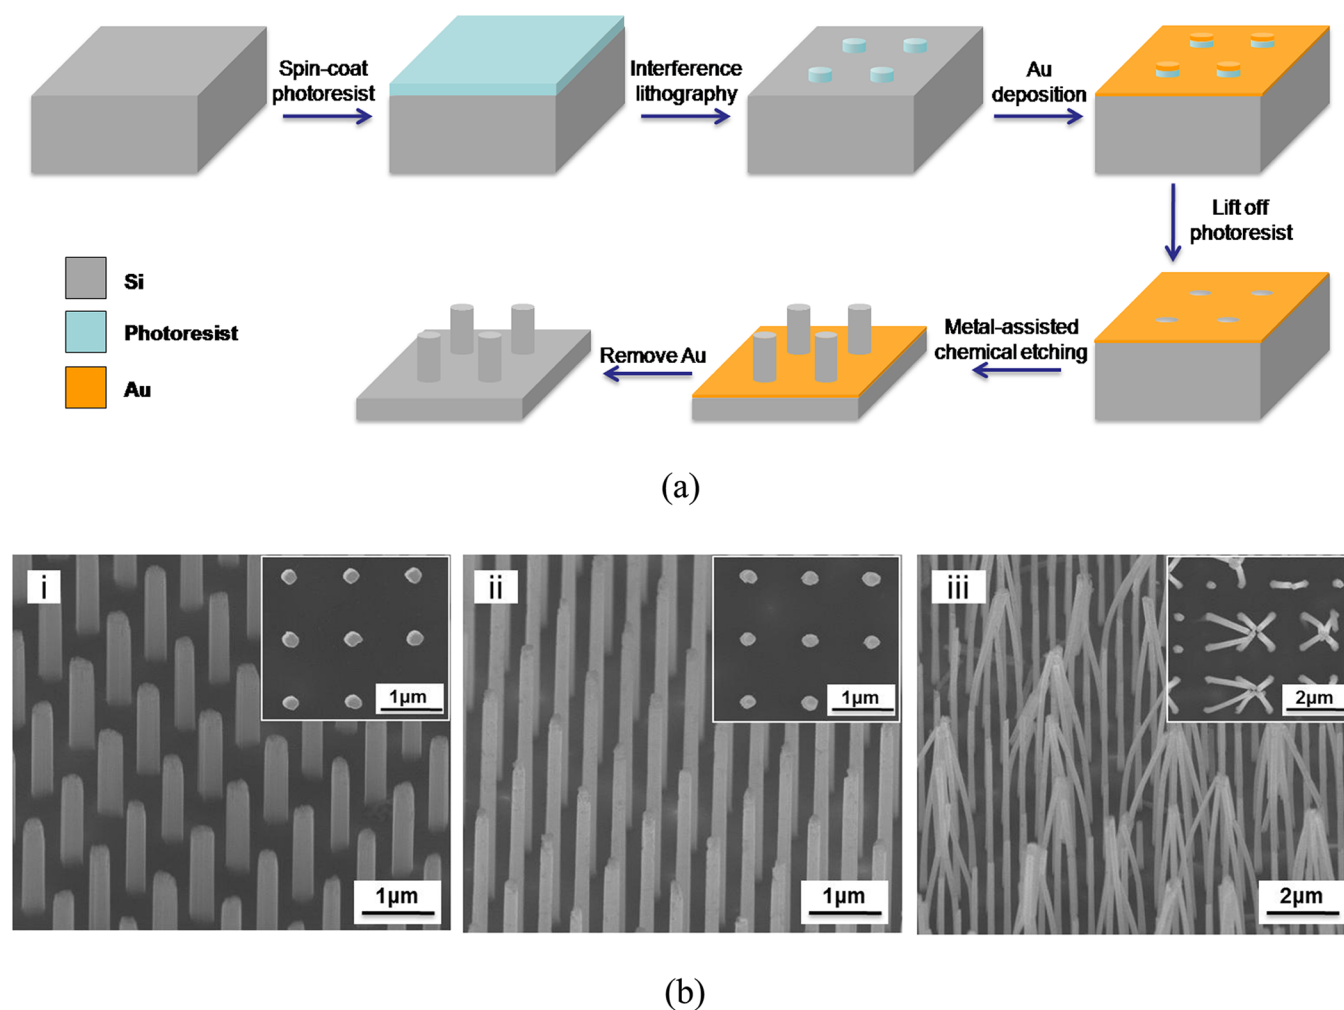 Spin-coat
photoresist
Interference
lithography
Au
deposition
Lift off
photoresist
Si
Photoresist
Au
Remove Au
Metal-assisted
chemical etching
(a)
i
1μm
1μm
ii
1μm
1μm
iii
2μm
2μm
(b)